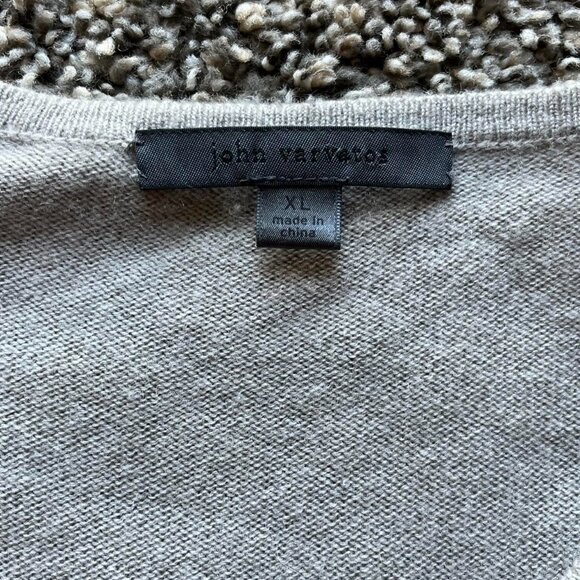 john varvatos
XL
made in
china